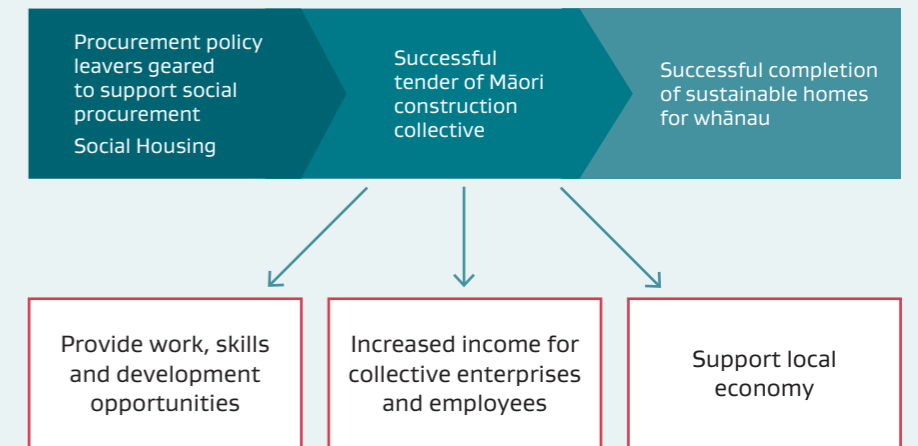 Procurement policy
leavers geared
to support social
procurement
Social Housing
Successful
tender of Māori
construction
collective
Successful completion
of sustainable homes
for whānau
Provide work, skills
and development
opportunities
Increased income for
collective enterprises
and employees
Support local
economy